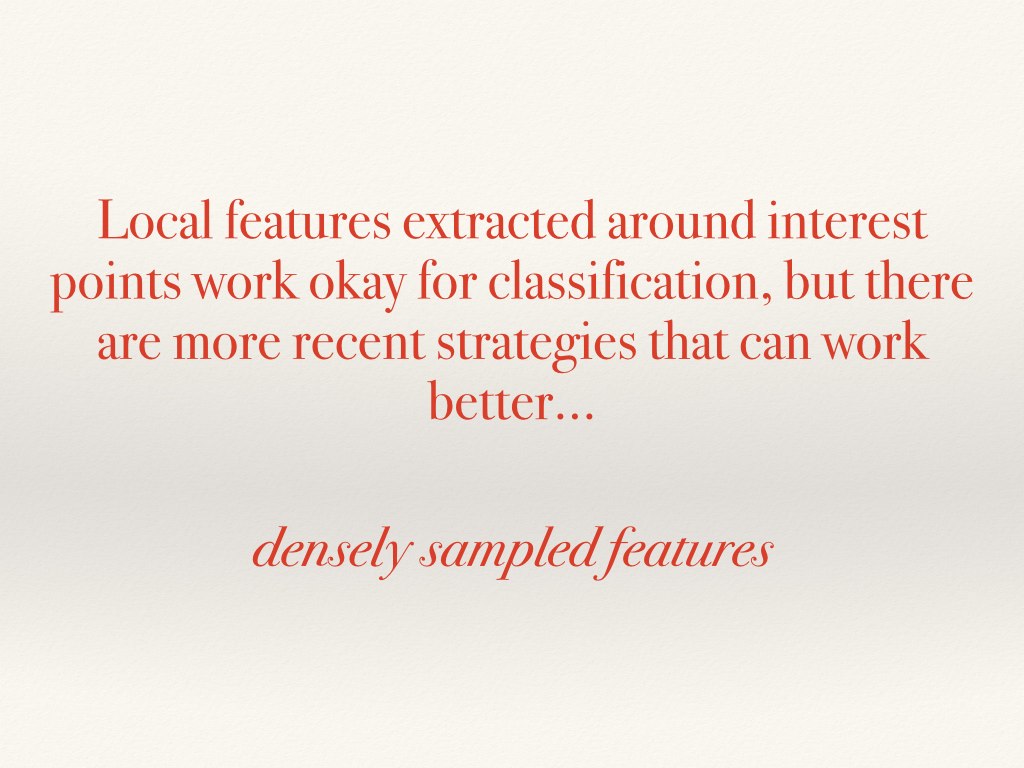 Local features extracted around interest
points work okay for classification, but there
are more recent strategies that can work
better...
densely sampled features